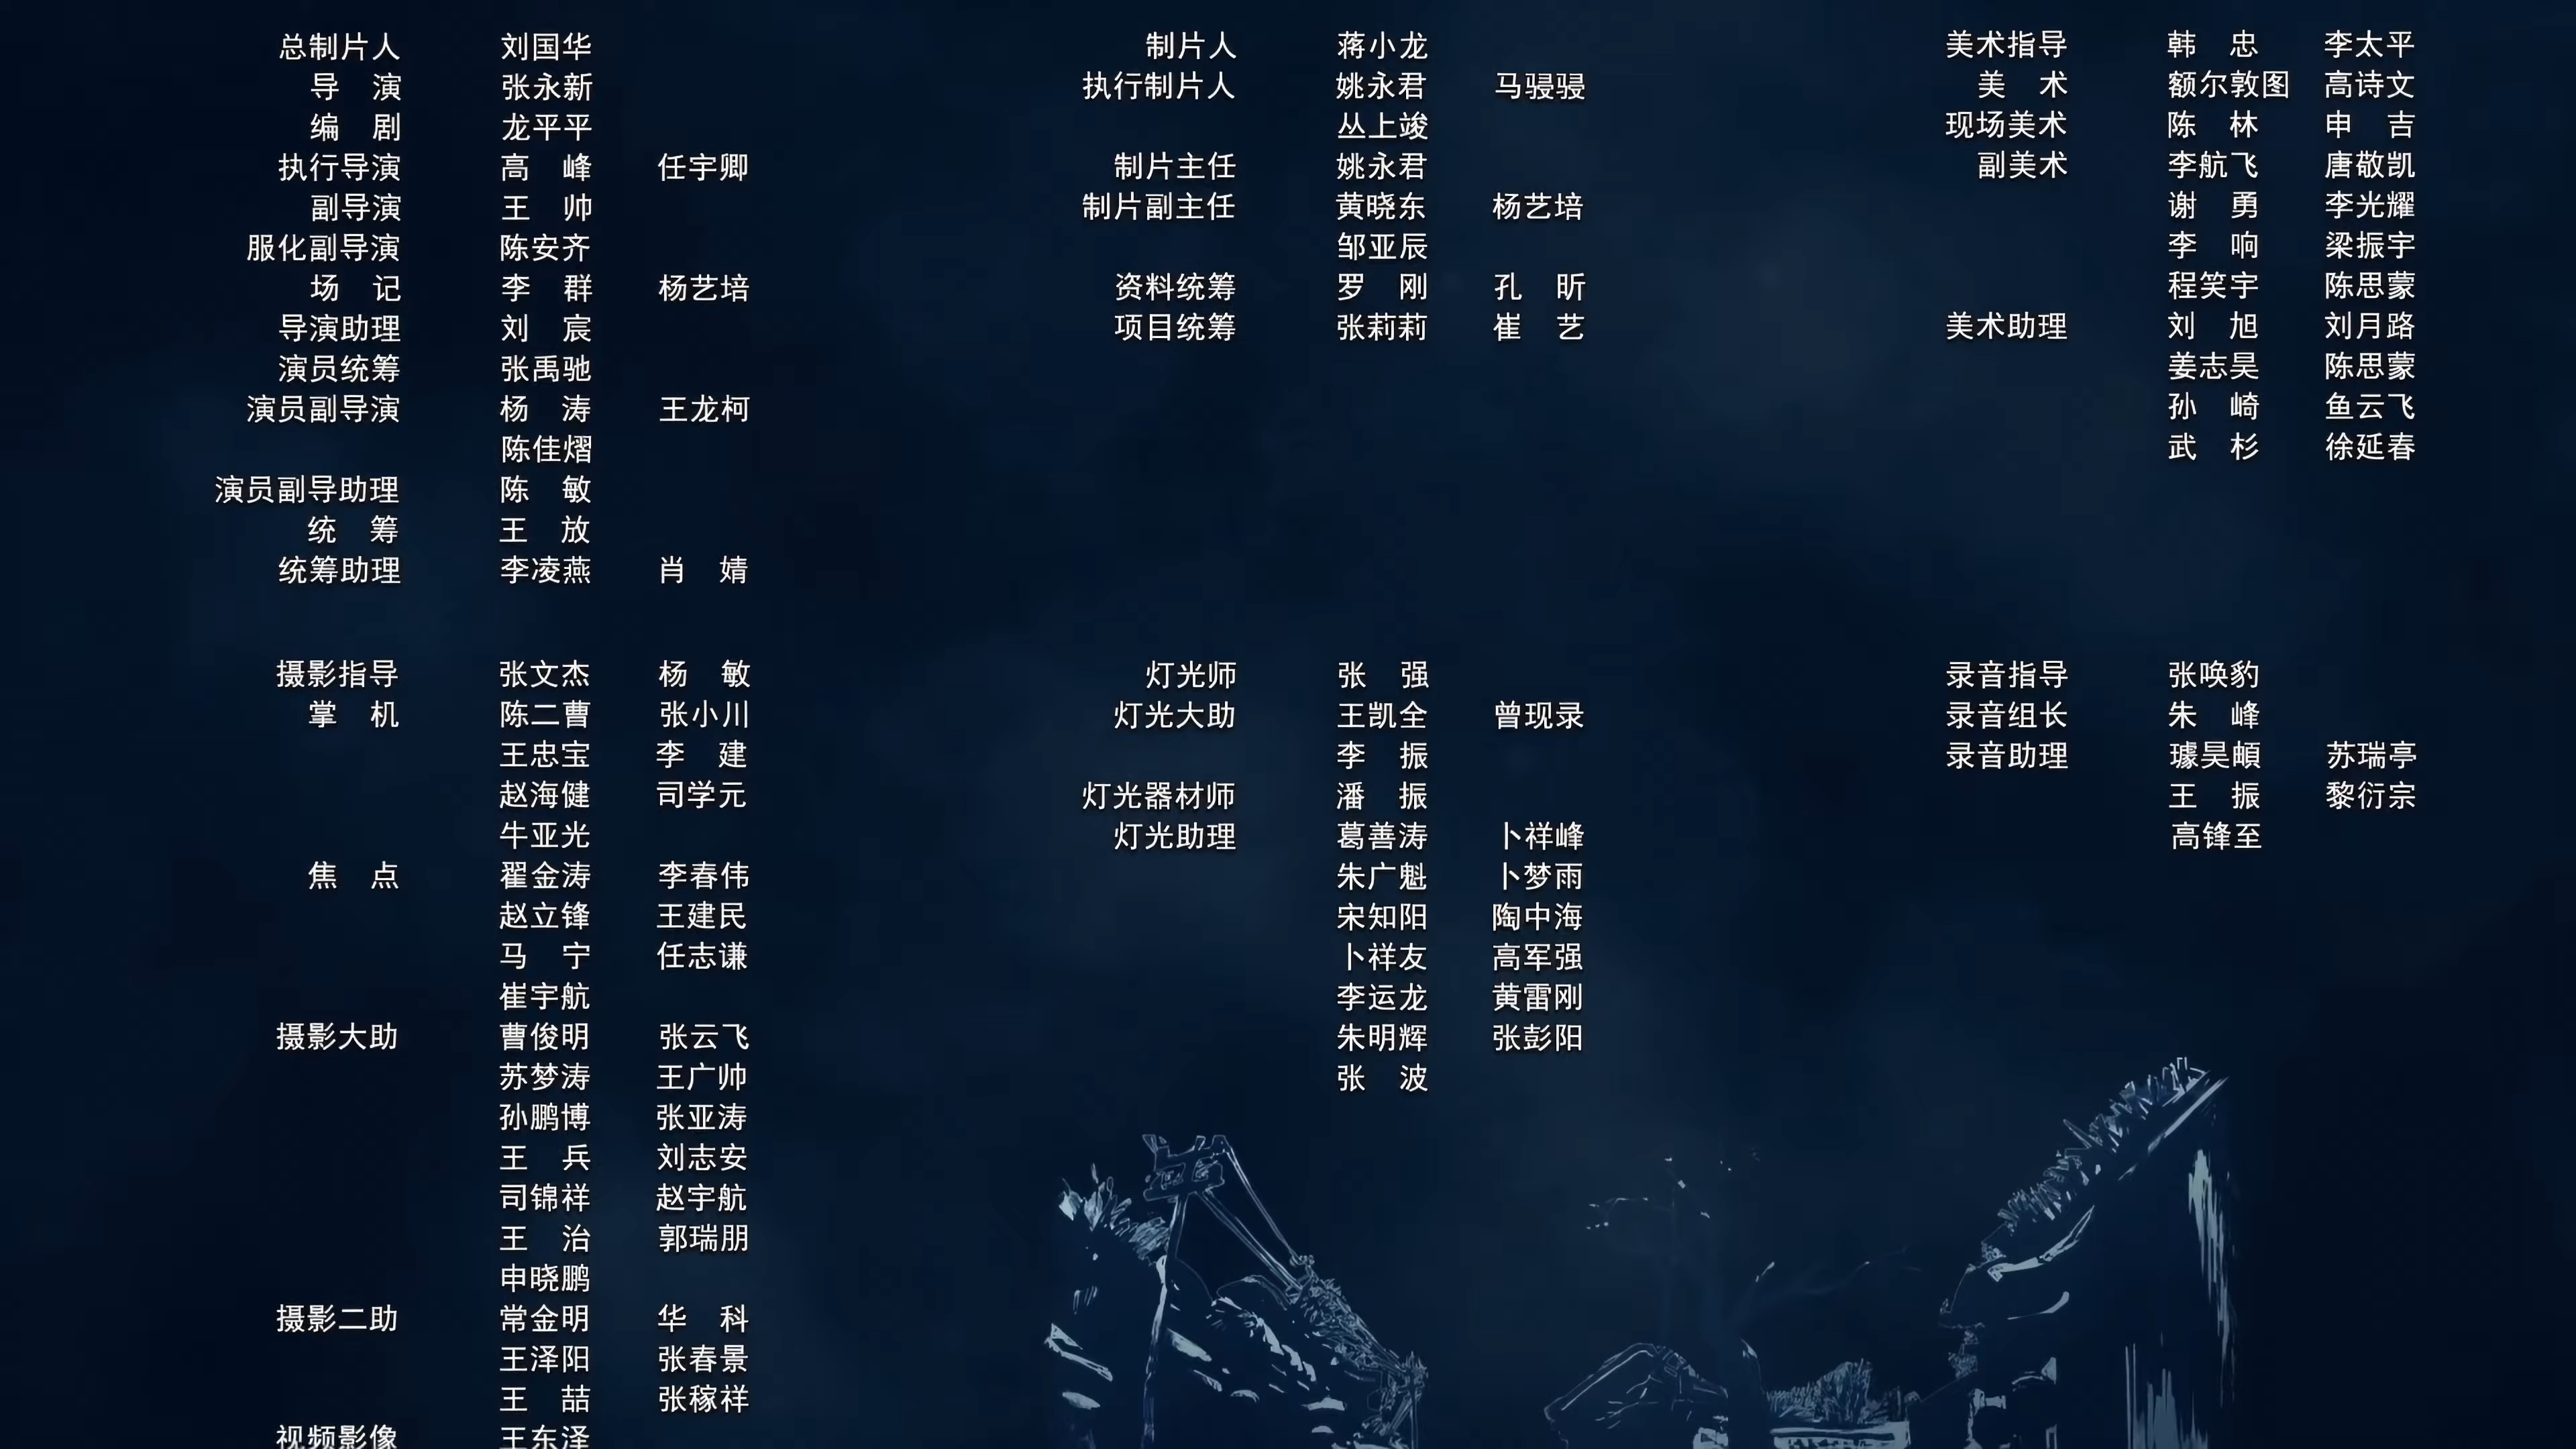 总制片人 刘国华
导 演 张永新
编 剧 龙平平
执行导演 高 峰 任宇卿
副导演 王 帅
服化副导演 陈安齐
场 记 李 群 杨艺培
导演助理 刘 宸
演员统筹 张禹驰
演员副导演 杨 涛 王龙柯
陈佳熠
演员副导助理 陈 敏
统 筹 王 放
统筹助理 李凌燕 肖 婧
制片人 蒋小龙
执行制片人 姚永君 马骎骎
丛上竣
制片主任 姚永君
制片副主任 黄晓东 杨艺培
邹亚辰
资料统筹 罗 刚 孔 昕
项目统筹 张莉莉 崔 艺
美术指导 韩 忠 李太平
美 术 额尔敦图 高诗文
现场美术 陈 林 申 吉
副美术 李航飞 唐敬凯
谢 勇 李光耀
李 响 梁振宇
程笑宇 陈思蒙
美术助理 刘 旭 刘月路
姜志昊 陈思蒙
孙 崎 鱼云飞
武 杉 徐延春
摄影指导 张文杰 杨 敏
掌 机 陈二曹 张小川
王忠宝 李 建
赵海健 司学元
牛亚光
焦 点 翟金涛 李春伟
赵立锋 王建民
马 宁 任志谦
崔宇航
摄影大助 曹俊明 张云飞
苏梦涛 王广帅
孙鹏博 张亚涛
王 兵 刘志安
司锦祥 赵宇航
王 治 郭瑞朋
申晓鹏
摄影二助 常金明 华 科
王泽阳 张春景
王 喆 张稼祥
视频影像 王东泽
灯光师 张 强
灯光大助 王凯全 曾现录
李 振
灯光器材师 潘 振
灯光助理 葛善涛 卜祥峰
朱广魁 卜梦雨
宋知阳 陶中海
卜祥友 高军强
李运龙 黄雷刚
朱明辉 张彭阳
张 波
录音指导 张唤豹
录音组长 朱 峰
录音助理 苏瑞亭
王 振 黎衍宗
高锋至